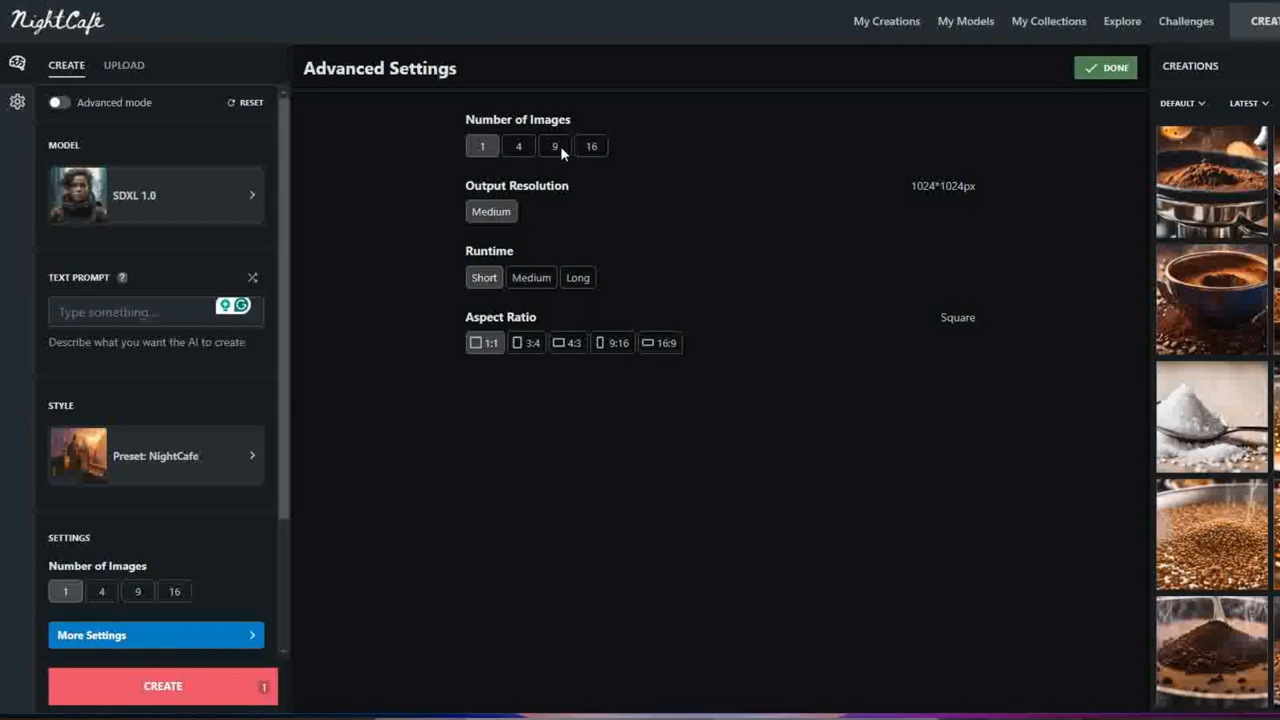 NightCafé
My Creations
My Models
My Collections
Explore
Challenges
CREA
CREATE
UPLOAD
Advanced mode
RESET
MODEL
SDXL 1.0
TEXT PROMPT ?
Type something...
Describe what you want the AI to create
STYLE
Preset: NightCafe
SETTINGS
Number of Images
1 4 9 16
More Settings
CREATE 1
Advanced Settings
DONE
Number of Images
1 4 9 16
Output Resolution 1024*1024px
Medium
Runtime
Short Medium Long
Aspect Ratio Square
1:1 3:4 4:3 9:16 16:9
CREATIONS
DEFAULT LATEST